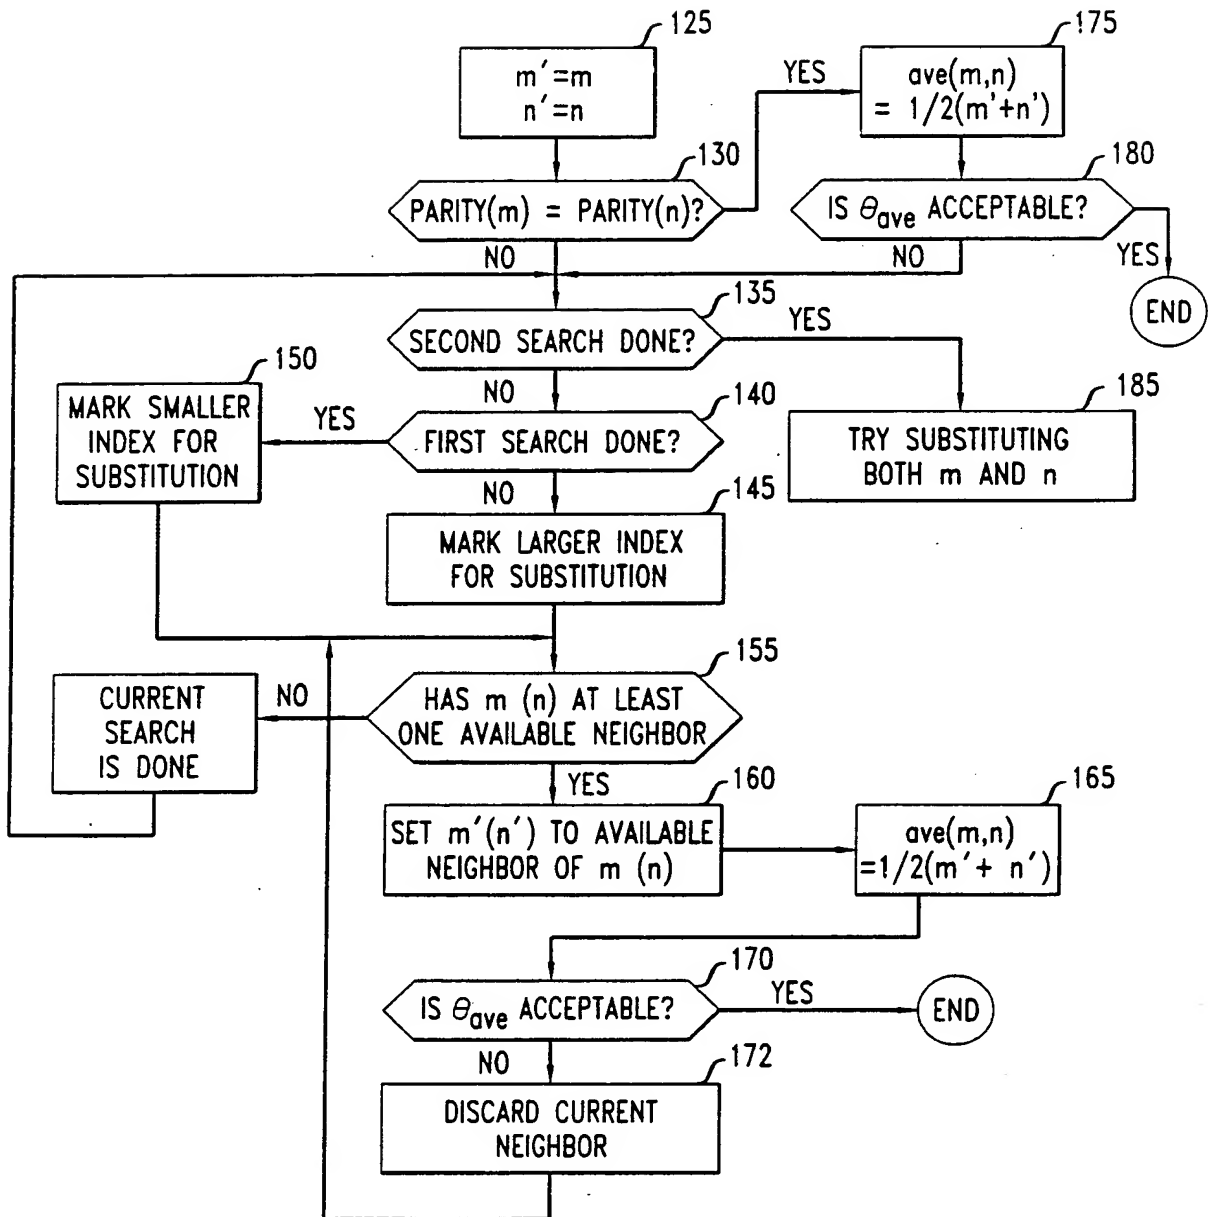 125
m′=m
n′=n
175
YES
ave(m,n)
= 1/2(m'+n')
130
PARITY(m) = PARITY(n)?
180
IS θave ACCEPTABLE?
NO
NO
YES
END
135
SECOND SEARCH DONE?
YES
150
MARK SMALLER
INDEX FOR
SUBSTITUTION
NO
140
YES
FIRST SEARCH DONE?
185
TRY SUBSTITUTING
BOTH m AND n
NO
145
MARK LARGER INDEX
FOR SUBSTITUTION
155
HAS m (n) AT LEAST
ONE AVAILABLE NEIGHBOR
NO
CURRENT
SEARCH
IS DONE
YES
160
SET m′(n′) TO AVAILABLE
NEIGHBOR OF m (n)
165
ave(m,n)
=1/2(m′+ n′)
170
IS θave ACCEPTABLE?
YES
END
NO
172
DISCARD CURRENT
NEIGHBOR